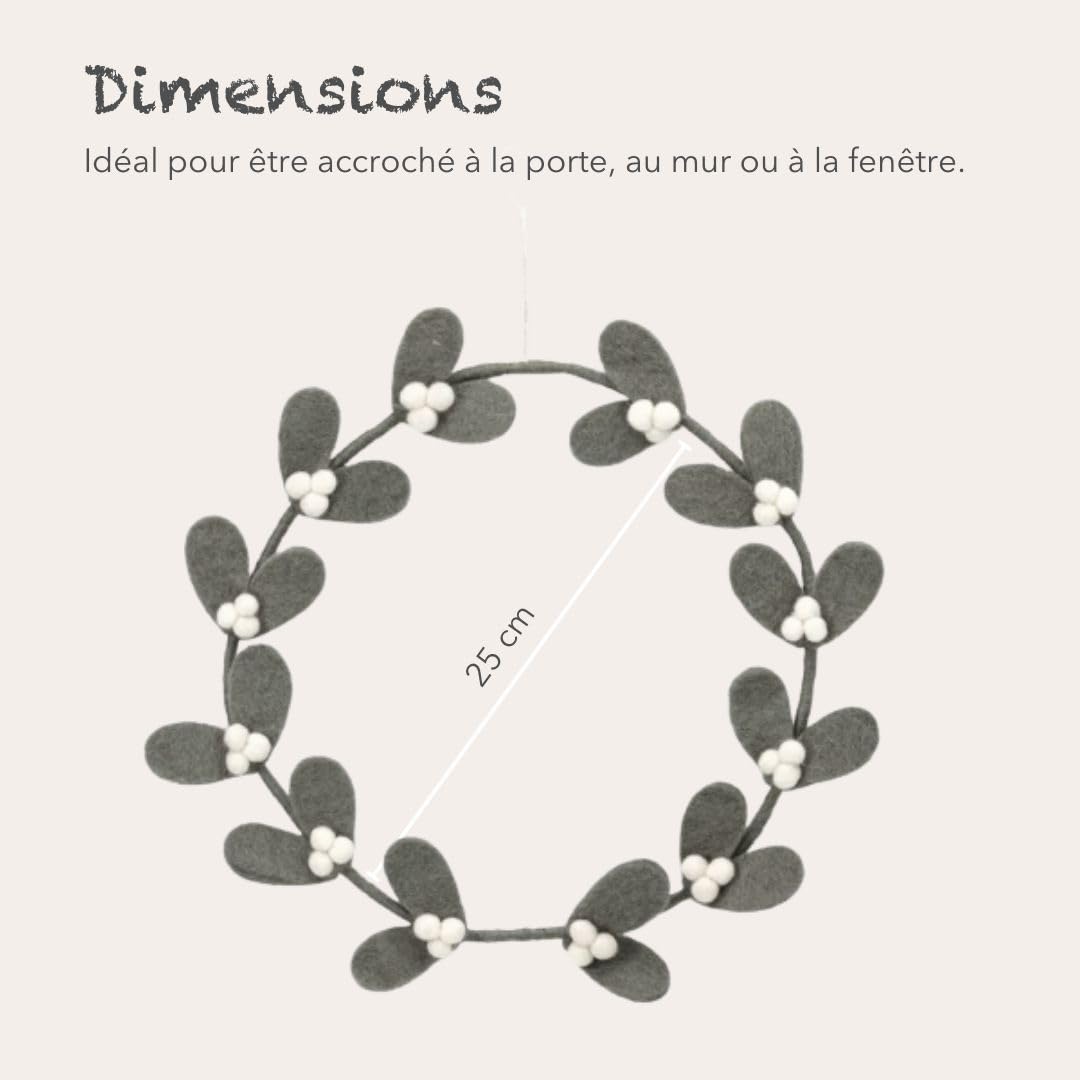 Dimensions
Idéal pour être accroché à la porte, au mur ou à la fenêtre.
25 cm